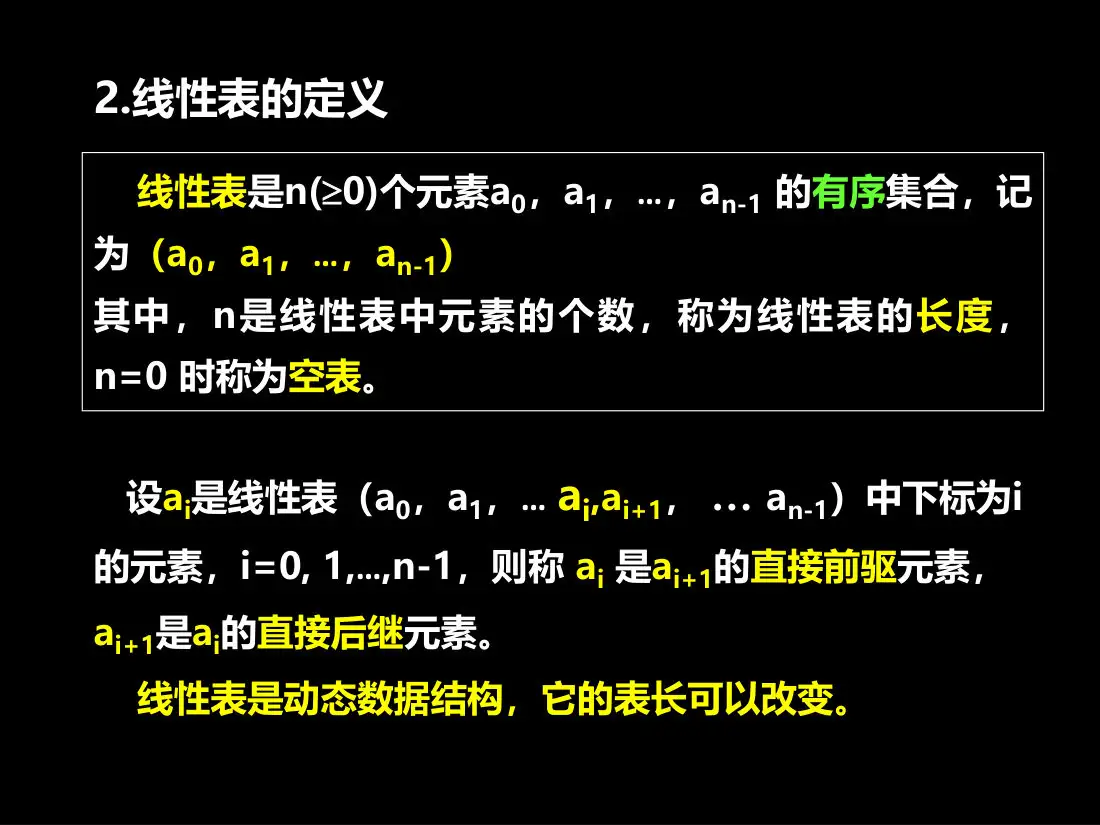 2.线性表的定义
线性表是n(≥0)个元素a0，a1，...，an-1 的有序集合，记
为（a0，a1，...，an-1）
其中，n是线性表中元素的个数，称为线性表的长度，
n=0 时称为空表。
设ai是线性表（a0，a1，... ai,ai+1， … an-1）中下标为i
的元素，i=0, 1,...,n-1，则称 ai 是ai+1的直接前驱元素，
ai+1是ai的直接后继元素。
线性表是动态数据结构，它的表长可以改变。